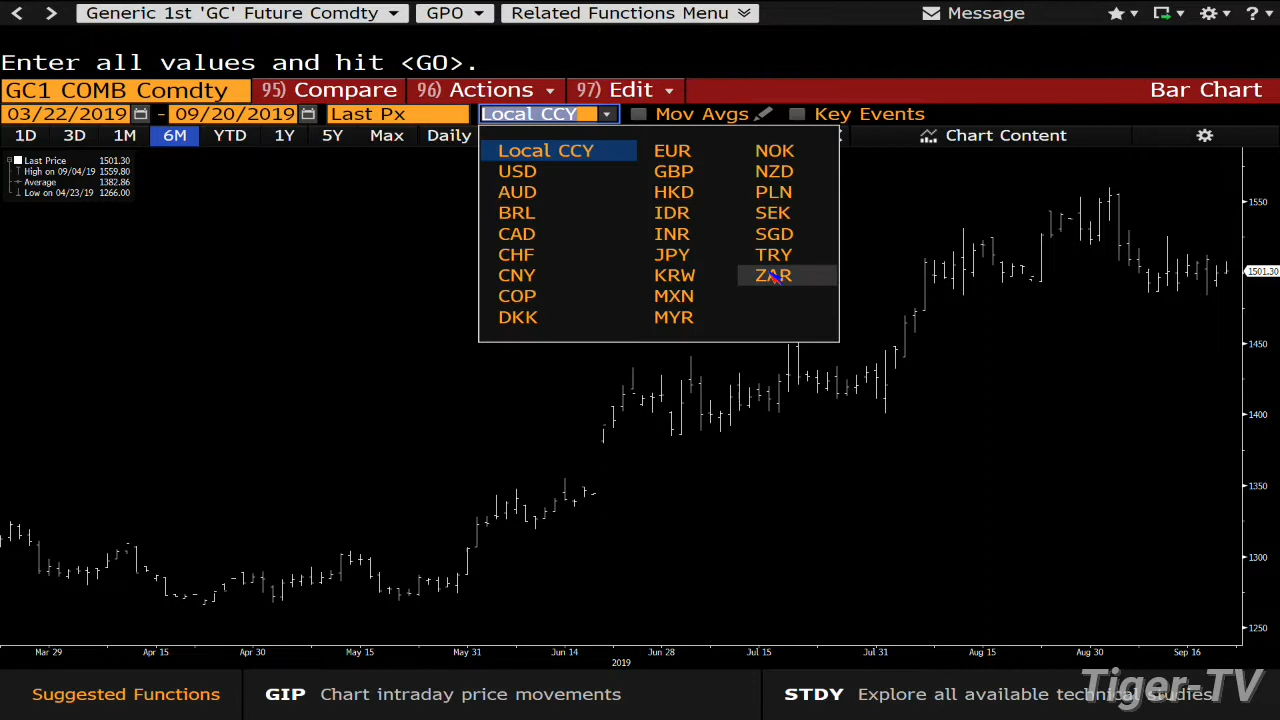 Generic 1st 'GC' Future Comdty GPO Related Functions Menu Message ?
Enter all values and hit <GO>.
GC1 COMB Comdty 95) Compare 96) Actions 97) Edit Bar Chart
03/22/2019 - 09/20/2019 Last Px Local CCY Mov Avgs Key Events
1D 3D 1M 6M YTD 1Y 5Y Max Daily Chart Content
Local CCY EUR NOK
USD GBP NZD
AUD HKD PLN
BRL IDR SEK
CAD INR SGD
CHF JPY TRY
CNY KRW ZAR
COP MXN
DKK MYR
Last Price 1501.30
High on 09/04/19 1559.80
Average 1382.86
Low on 04/23/19 1266.00
1550
1501.30
1450
1400
1350
1300
1250
Mar 29 Apr 15 Apr 30 May 15 May 31 Jun 14 Jun 28 Jul 15 Jul 31 Aug 15 Aug 30 Sep 16
2019
Suggested Functions GIP Chart intraday price movements STDY Explore all available technical studies
Tiger-TV